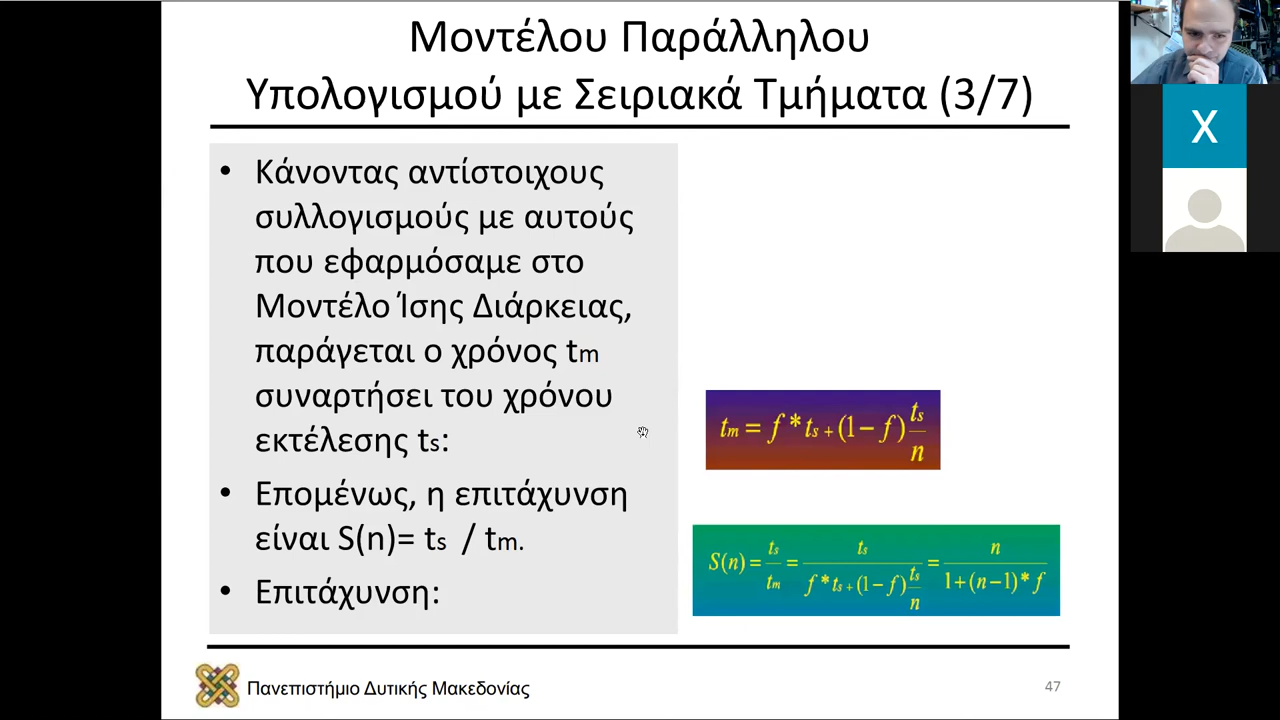 Μοντέλου Παράλληλου
Υπολογισμού με Σειριακά Τμήματα (3/7)
X
• Κάνοντας αντίστοιχους
συλλογισμούς με αυτούς
που εφαρμόσαμε στο
Μοντέλο Ίσης Διάρκειας,
παράγεται ο χρόνος tm
συναρτήσει του χρόνου
εκτέλεσης ts:
tm = f * ts + (1 − f) ts/n
• Επομένως, η επιτάχυνση
είναι S(n)= ts / tm.
• Επιτάχυνση:
S(n) = ts/tm = ts / (f * ts + (1 − f) ts/n) = n / (1 + (n − 1) * f)
Πανεπιστήμιο Δυτικής Μακεδονίας
47